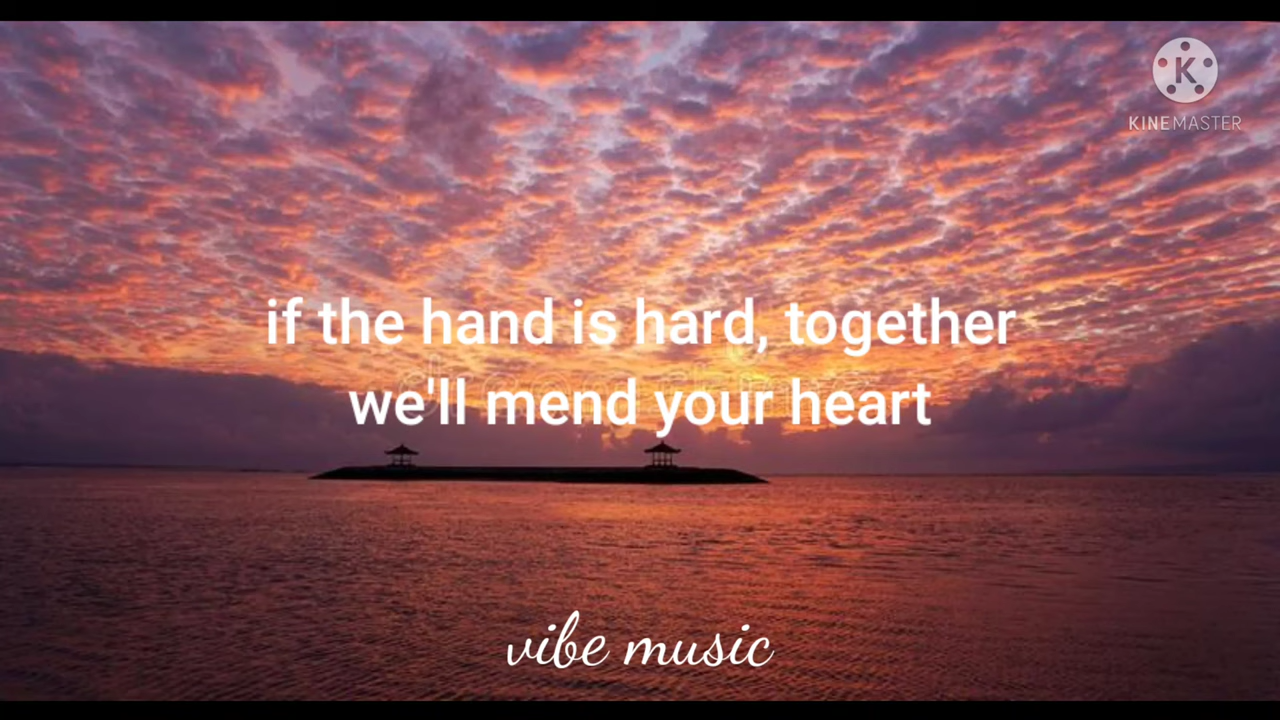 K
KINEMASTER
if the hand is hard, together
we'll mend your heart
vibe music